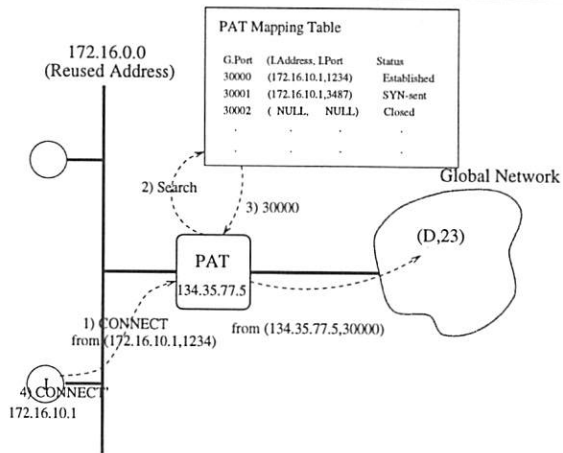 PAT Mapping Table
G.Port (I.Address, I.Port Status
30000 (172.16.10.1,1234) Established
30001 (172.16.10.1,3487) SYN-sent
30002 ( NULL, NULL) Closed
. . . .
. . . .
172.16.0.0
(Reused Address)
2) Search
3) 30000
Global Network
(D,23)
PAT
134.35.77.5
1) CONNECT
from (172.16.10.1,1234)
from (134.35.77.5,30000)
I
4) CONNECT'
172.16.10.1